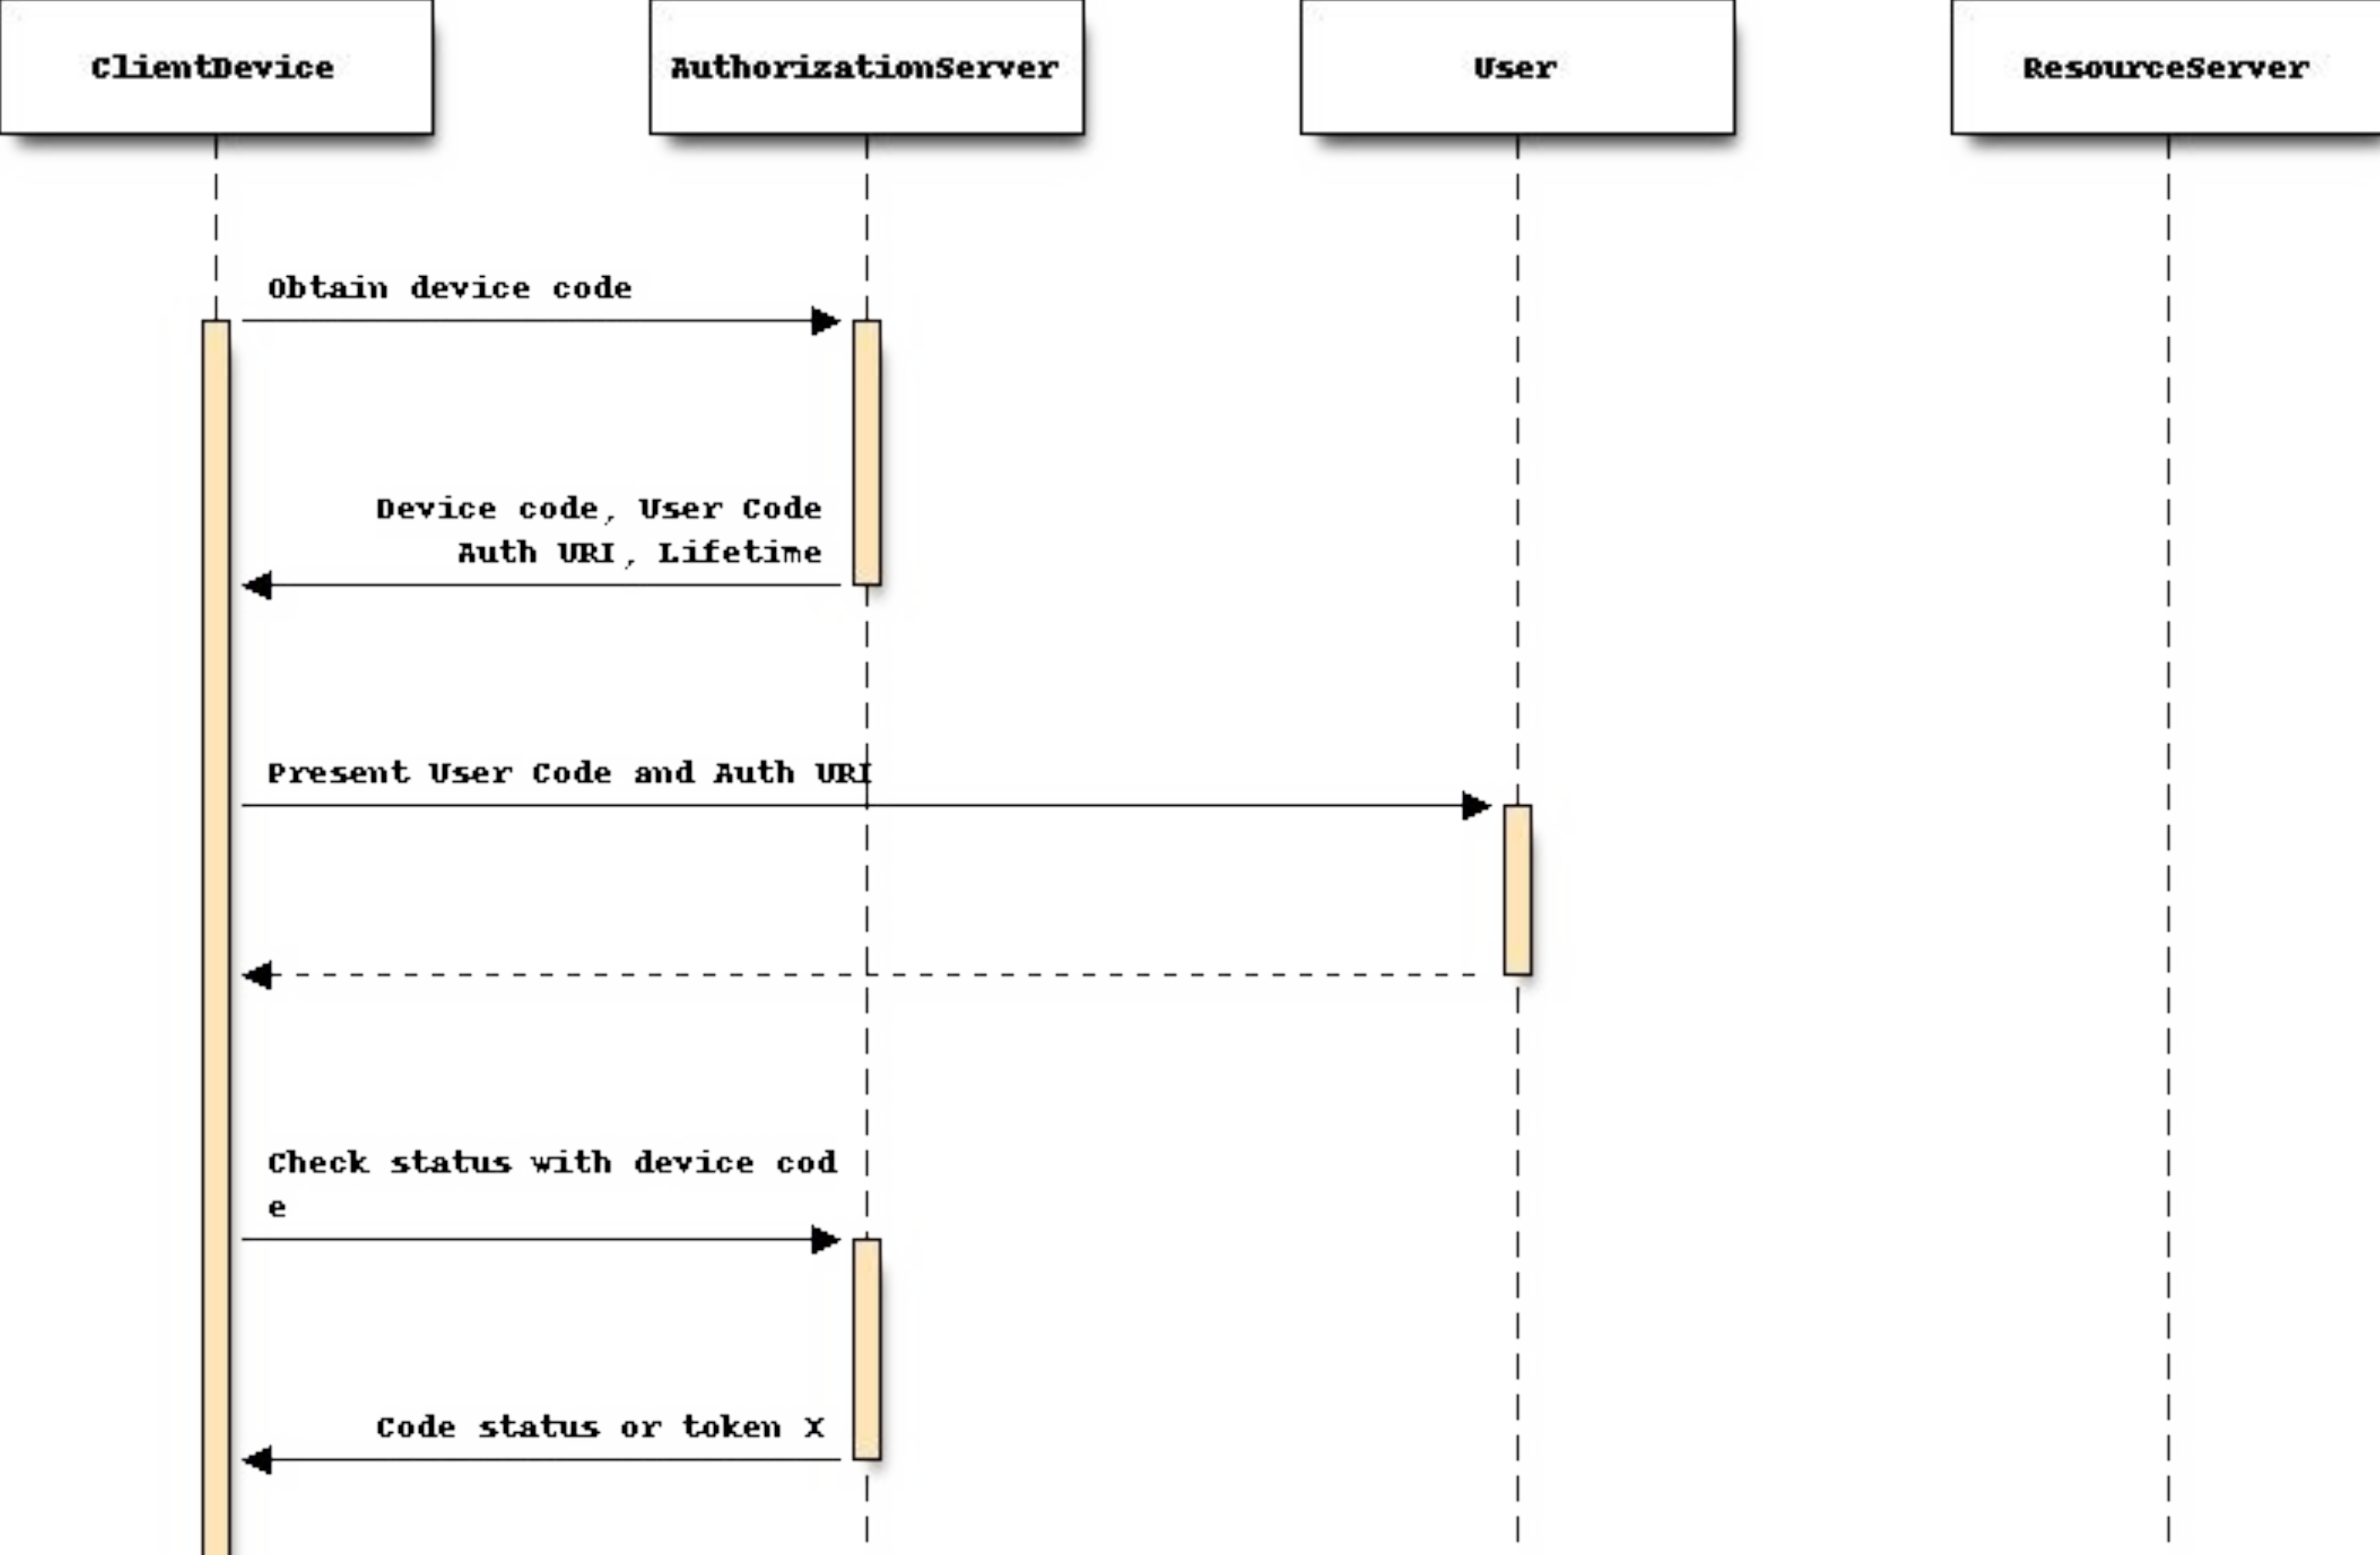 ClientDevice
AuthorizationServer
User
ResourceServer
Obtain device code
Device code, User Code
Auth URI, Lifetime
Present User Code and Auth URI
Check status with device cod
e
Code status or token X